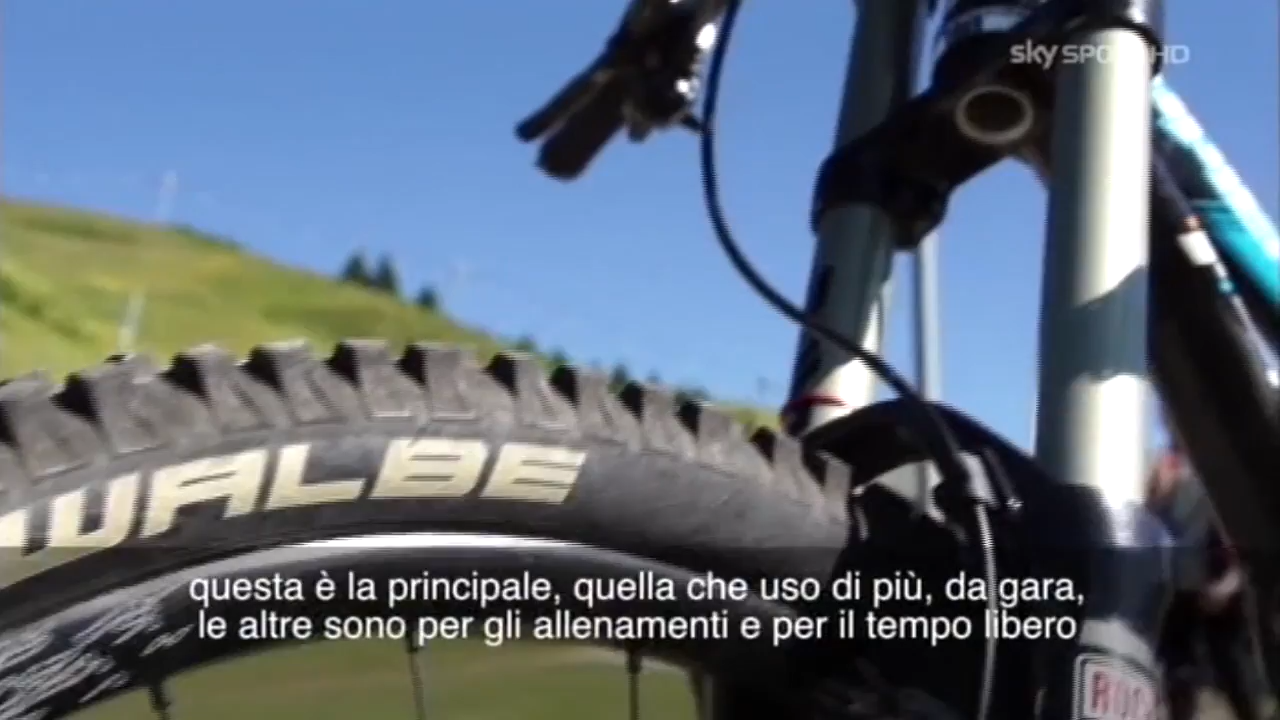 sky SPORT HD
WALBE
questa è la principale, quella che uso di più, da gara,
le altre sono per gli allenamenti e per il tempo libero